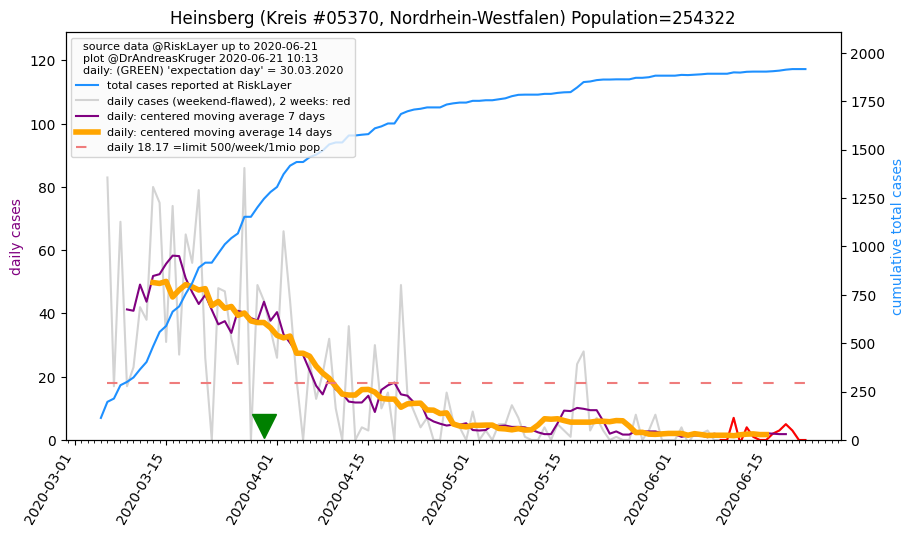 Heinsberg (Kreis #05370, Nordrhein-Westfalen) Population=254322
source data @RiskLayer up to 2020-06-21
plot @DrAndreasKruger 2020-06-21 10:13
daily: (GREEN) 'expectation day' = 30.03.2020
total cases reported at RiskLayer
daily cases (weekend-flawed), 2 weeks: red
daily: centered moving average 7 days
daily: centered moving average 14 days
daily 18.17 =limit 500/week/1mio pop.
daily cases
120
100
80
60
40
20
0
cumulative total cases
2000
1750
1500
1250
1000
750
500
250
0
2020-03-01
2020-03-15
2020-04-01
2020-04-15
2020-05-01
2020-05-15
2020-06-01
2020-06-15